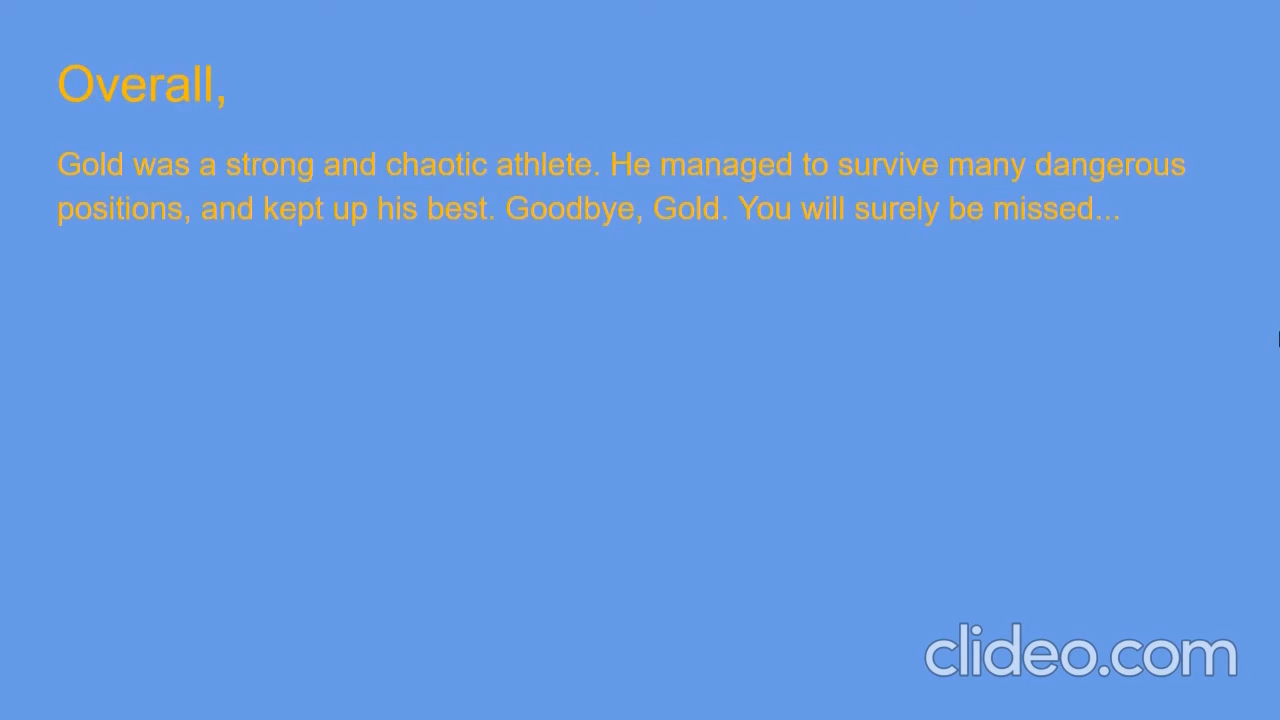 Overall,
Gold was a strong and chaotic athlete. He managed to survive many dangerous
positions, and kept up his best. Goodbye, Gold. You will surely be missed...
clideo.com